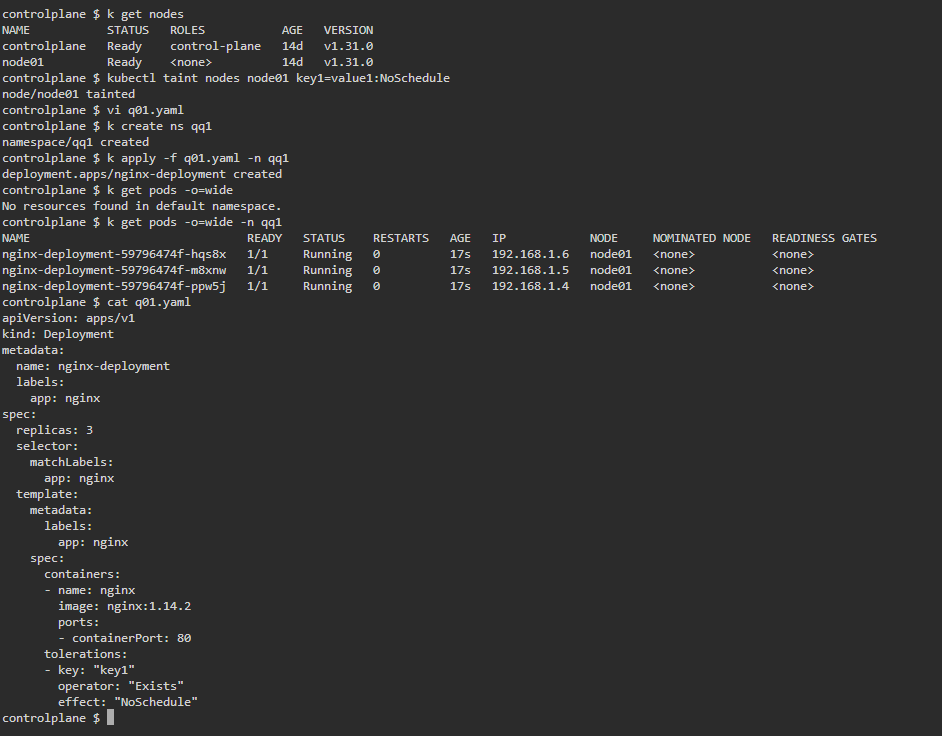 controlplane $ k get nodes
NAME           STATUS   ROLES           AGE   VERSION
controlplane   Ready    control-plane   14d   v1.31.0
node01         Ready    <none>          14d   v1.31.0
controlplane $ kubectl taint nodes node01 key1=value1:NoSchedule
node/node01 tainted
controlplane $ vi q01.yaml
controlplane $ k create ns qq1
namespace/qq1 created
controlplane $ k apply -f q01.yaml -n qq1
deployment.apps/nginx-deployment created
controlplane $ k get pods -o=wide
No resources found in default namespace.
controlplane $ k get pods -o=wide -n qq1
NAME                               READY   STATUS    RESTARTS   AGE   IP            NODE     NOMINATED NODE   READINESS GATES
nginx-deployment-59796474f-hqs8x   1/1     Running   0          17s   192.168.1.6   node01   <none>           <none>
nginx-deployment-59796474f-m8xnw   1/1     Running   0          17s   192.168.1.5   node01   <none>           <none>
nginx-deployment-59796474f-ppw5j   1/1     Running   0          17s   192.168.1.4   node01   <none>           <none>
controlplane $ cat q01.yaml
apiVersion: apps/v1
kind: Deployment
metadata:
  name: nginx-deployment
  labels:
    app: nginx
spec:
  replicas: 3
  selector:
    matchLabels:
      app: nginx
  template:
    metadata:
      labels:
        app: nginx
    spec:
      containers:
      - name: nginx
        image: nginx:1.14.2
        ports:
        - containerPort: 80
      tolerations:
      - key: "key1"
        operator: "Exists"
        effect: "NoSchedule"
controlplane $